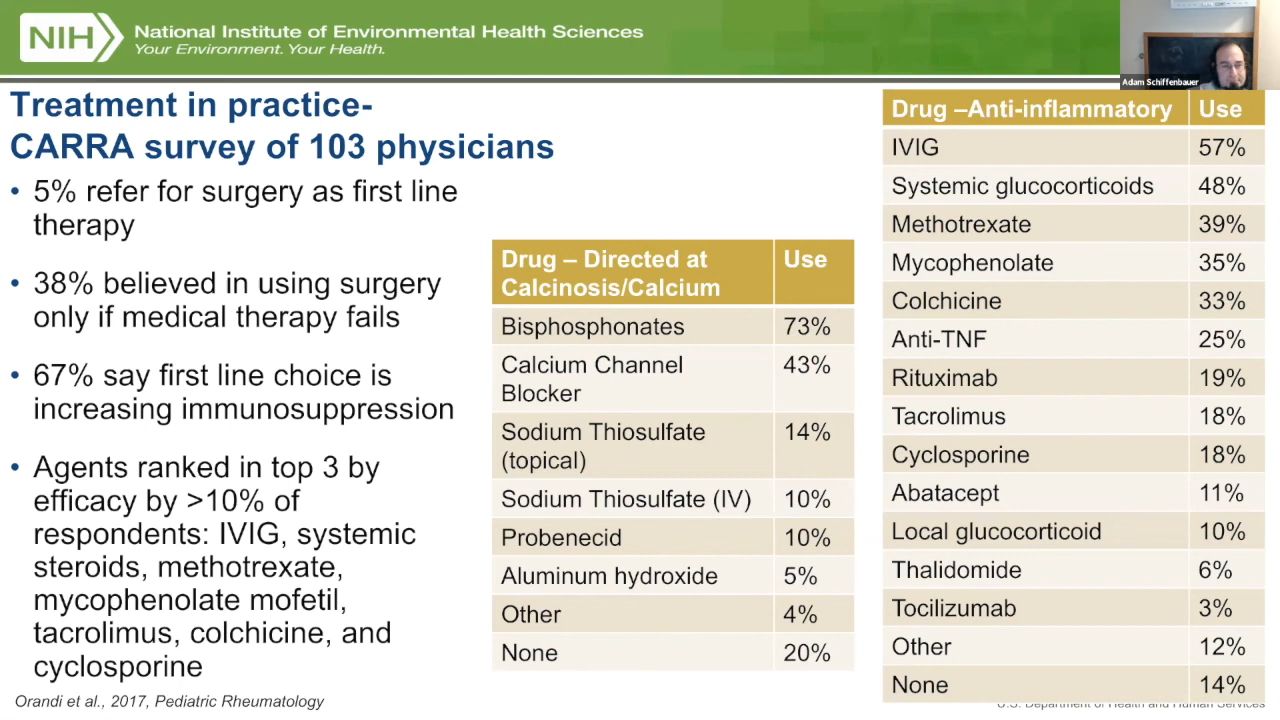 NIH
National Institute of Environmental Health Sciences
Your Environment. Your Health.
Adam Schiffenbauer
Treatment in practice-
CARRA survey of 103 physicians
• 5% refer for surgery as first line
therapy
• 38% believed in using surgery
only if medical therapy fails
• 67% say first line choice is
increasing immunosuppression
• Agents ranked in top 3 by
efficacy by >10% of
respondents: IVIG, systemic
steroids, methotrexate,
mycophenolate mofetil,
tacrolimus, colchicine, and
cyclosporine
Orandi et al., 2017, Pediatric Rheumatology
Drug – Directed at Use
Calcinosis/Calcium
Bisphosphonates 73%
Calcium Channel 43%
Blocker
Sodium Thiosulfate 14%
(topical)
Sodium Thiosulfate (IV) 10%
Probenecid 10%
Aluminum hydroxide 5%
Other 4%
None 20%
Drug –Anti-inflammatory Use
IVIG 57%
Systemic glucocorticoids 48%
Methotrexate 39%
Mycophenolate 35%
Colchicine 33%
Anti-TNF 25%
Rituximab 19%
Tacrolimus 18%
Cyclosporine 18%
Abatacept 11%
Local glucocorticoid 10%
Thalidomide 6%
Tocilizumab 3%
Other 12%
None 14%
U.S. Department of Health and Human Services